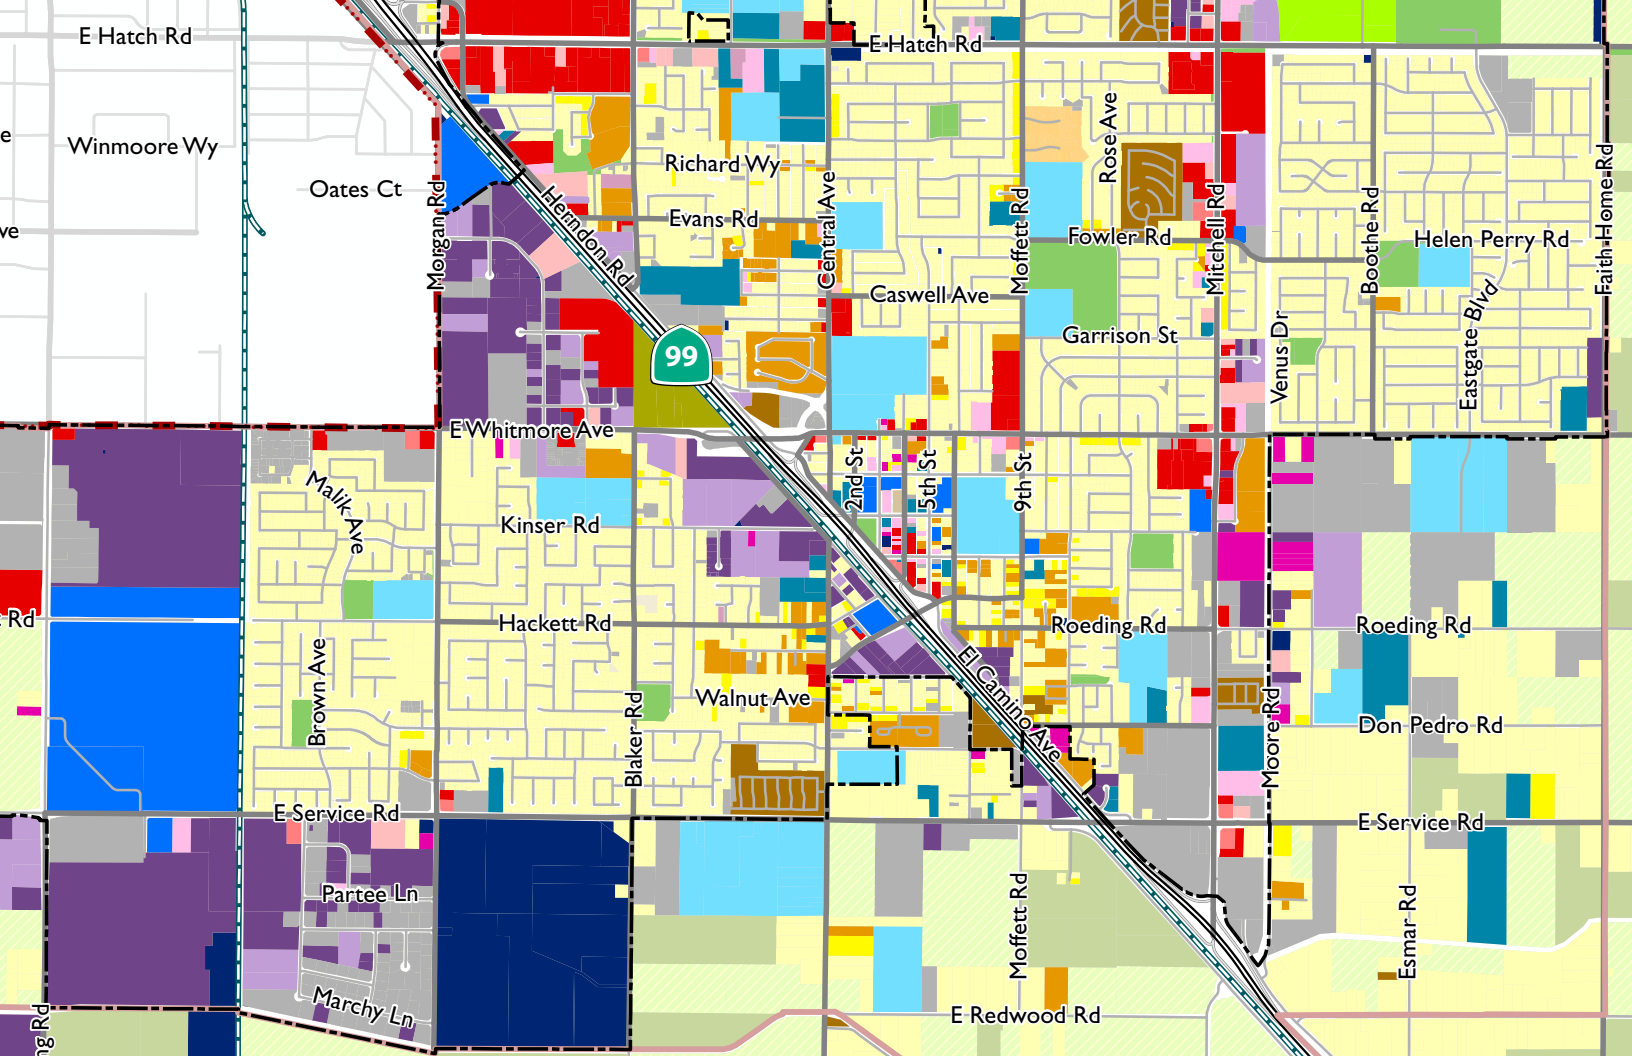 E Hatch Rd
E Hatch Rd
e
Winmoore Wy
Oates Ct
Richard Wy
Rose Ave
Morgan Rd
Herndon Rd
Evans Rd
Central Ave
Moffett Rd
Fowler Rd
Mitchell Rd
Boothe Rd
Helen Perry Rd
Faith Home Rd
ve
Caswell Ave
Garrison St
Venus Dr
Eastgate Blvd
99
E Whitmore Ave
Malik Ave
Kinser Rd
2nd St
5th St
9th St
Rd
Hackett Rd
Roeding Rd
Roeding Rd
Brown Ave
Blaker Rd
Walnut Ave
El Camino Ave
Moore Rd
Don Pedro Rd
E Service Rd
E Service Rd
Partee Ln
Moffett Rd
Esmar Rd
Marchy Ln
ng Rd
E Redwood Rd